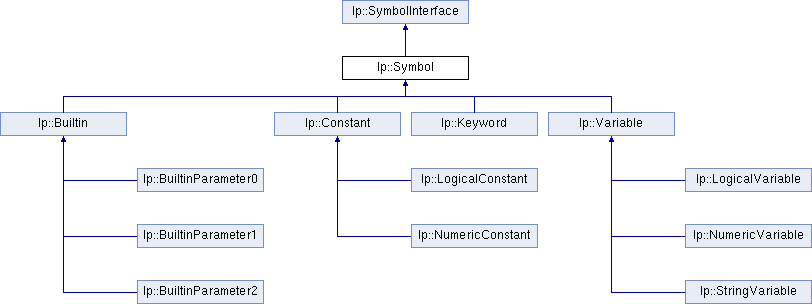 lp::SymbolInterface
lp::Symbol
lp::Builtin
lp::Constant
lp::Keyword
lp::Variable
lp::BuiltinParameter0
lp::LogicalConstant
lp::LogicalVariable
lp::BuiltinParameter1
lp::NumericConstant
lp::NumericVariable
lp::BuiltinParameter2
lp::StringVariable